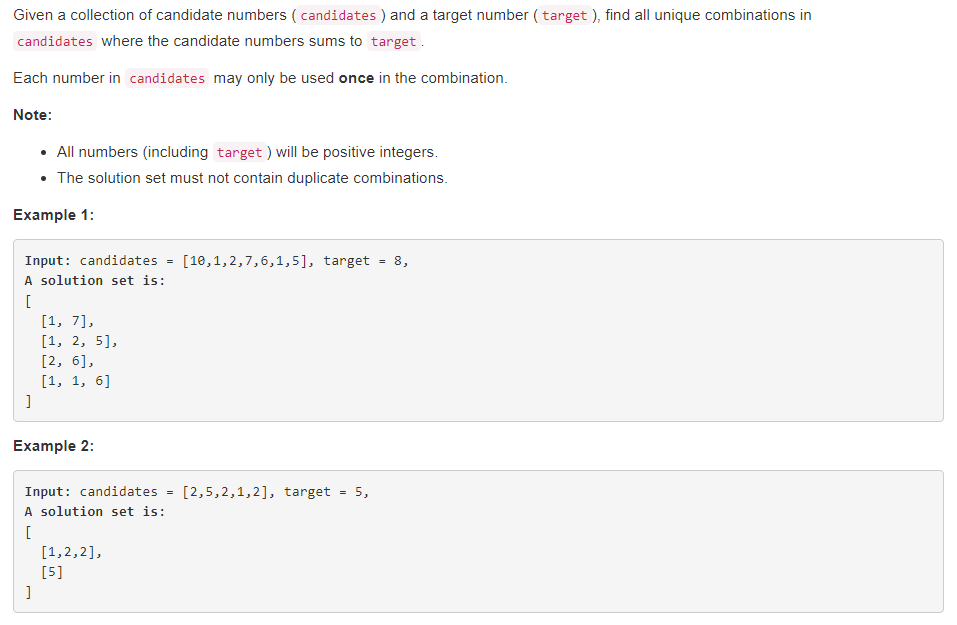 Given a collection of candidate numbers ( candidates ) and a target number ( target ), find all unique combinations in
candidates where the candidate numbers sums to target .
Each number in candidates may only be used once in the combination.
Note:
• All numbers (including target ) will be positive integers.
• The solution set must not contain duplicate combinations.
Example 1:
Input: candidates = [10,1,2,7,6,1,5], target = 8,
A solution set is:
[
  [1, 7],
  [1, 2, 5],
  [2, 6],
  [1, 1, 6]
]
Example 2:
Input: candidates = [2,5,2,1,2], target = 5,
A solution set is:
[
  [1,2,2],
  [5]
]